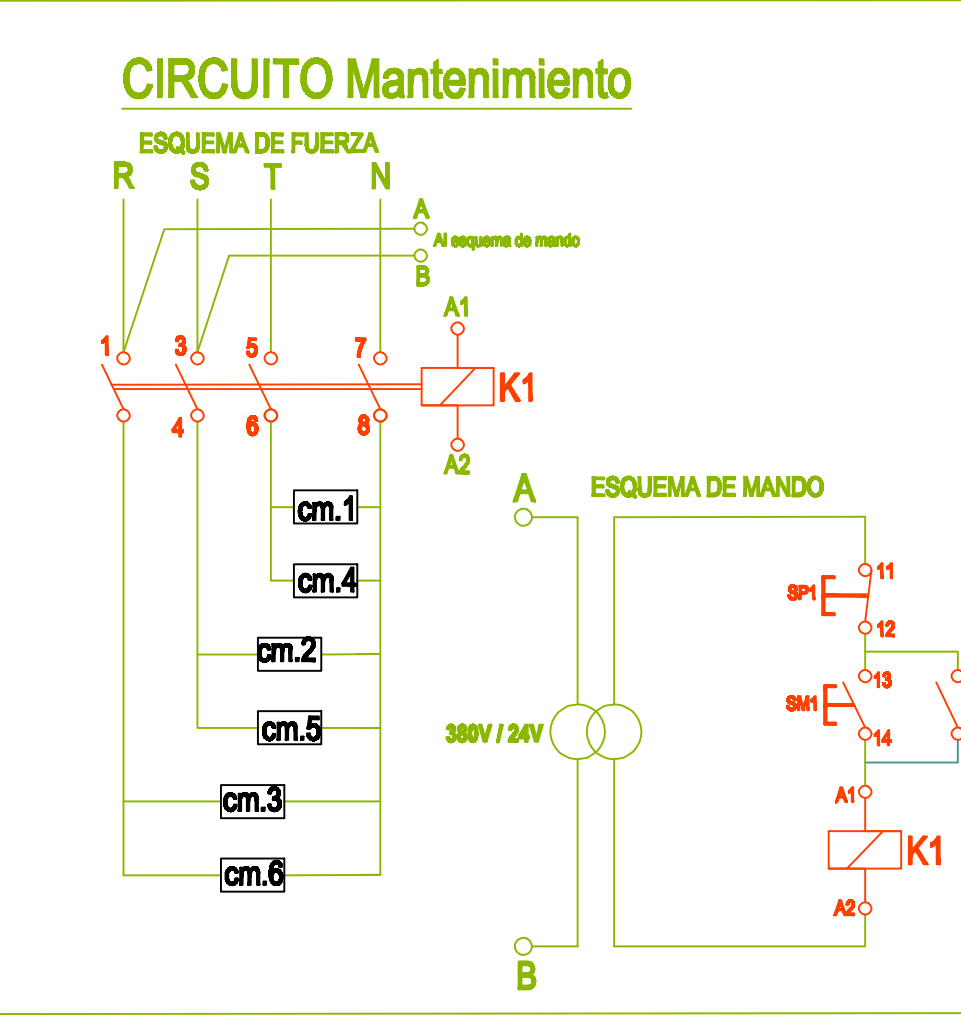 CIRCUITO Mantenimiento
ESQUEMA DE FUERZA
R S T N
A
Al esquema de mando
B
A1
1 3 5 7
K1
4 6 8
A2
cm.1
cm.4
cm.2
cm.5
cm.3
cm.6
A
ESQUEMA DE MANDO
11
SP1
12
13
SM1
14
380V / 24V
A1
K1
A2
B